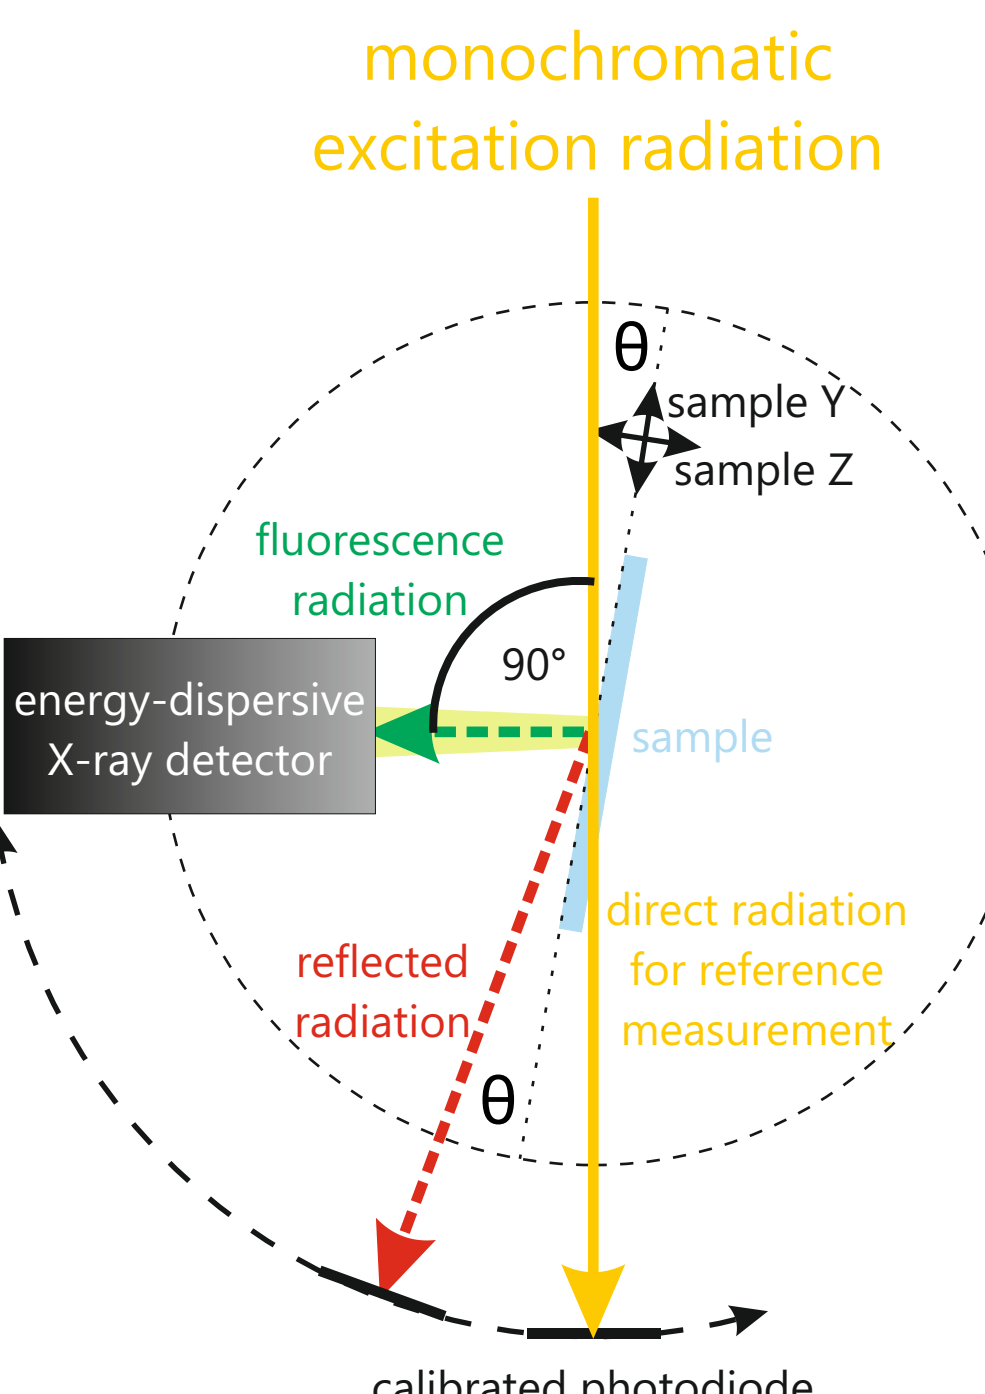 monochromatic
excitation radiation
θ
sample Y
sample Z
fluorescence
radiation
90°
energy-dispersive
X-ray detector
sample
direct radiation
for reference
measurement
reflected
radiation
θ
calibrated photodiode